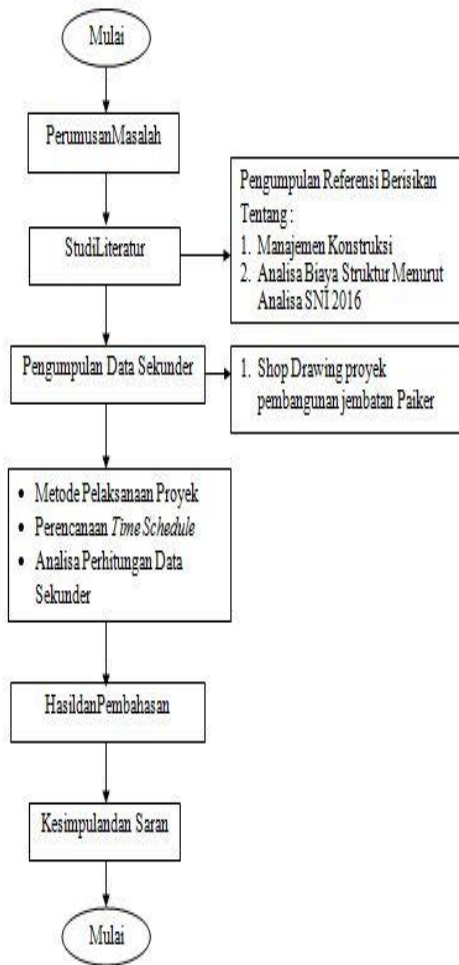 Mulai
PerumusanMasalah
StudiLiteratur
Pengumpulan Referensi Berisikan
Tentang :
1. Manajemen Konstruksi
2. Analisa Biaya Struktur Menurut
Analisa SNI 2016
Pengumpulan Data Sekunder
1. Shop Drawing proyek
pembangunan jembatan Paiker
• Metode Pelaksanaan Proyek
• Perencanaan Time Schedule
• Analisa Perhitungan Data
Sekunder
HasildanPembahasan
Kesimpulandan Saran
Mulai